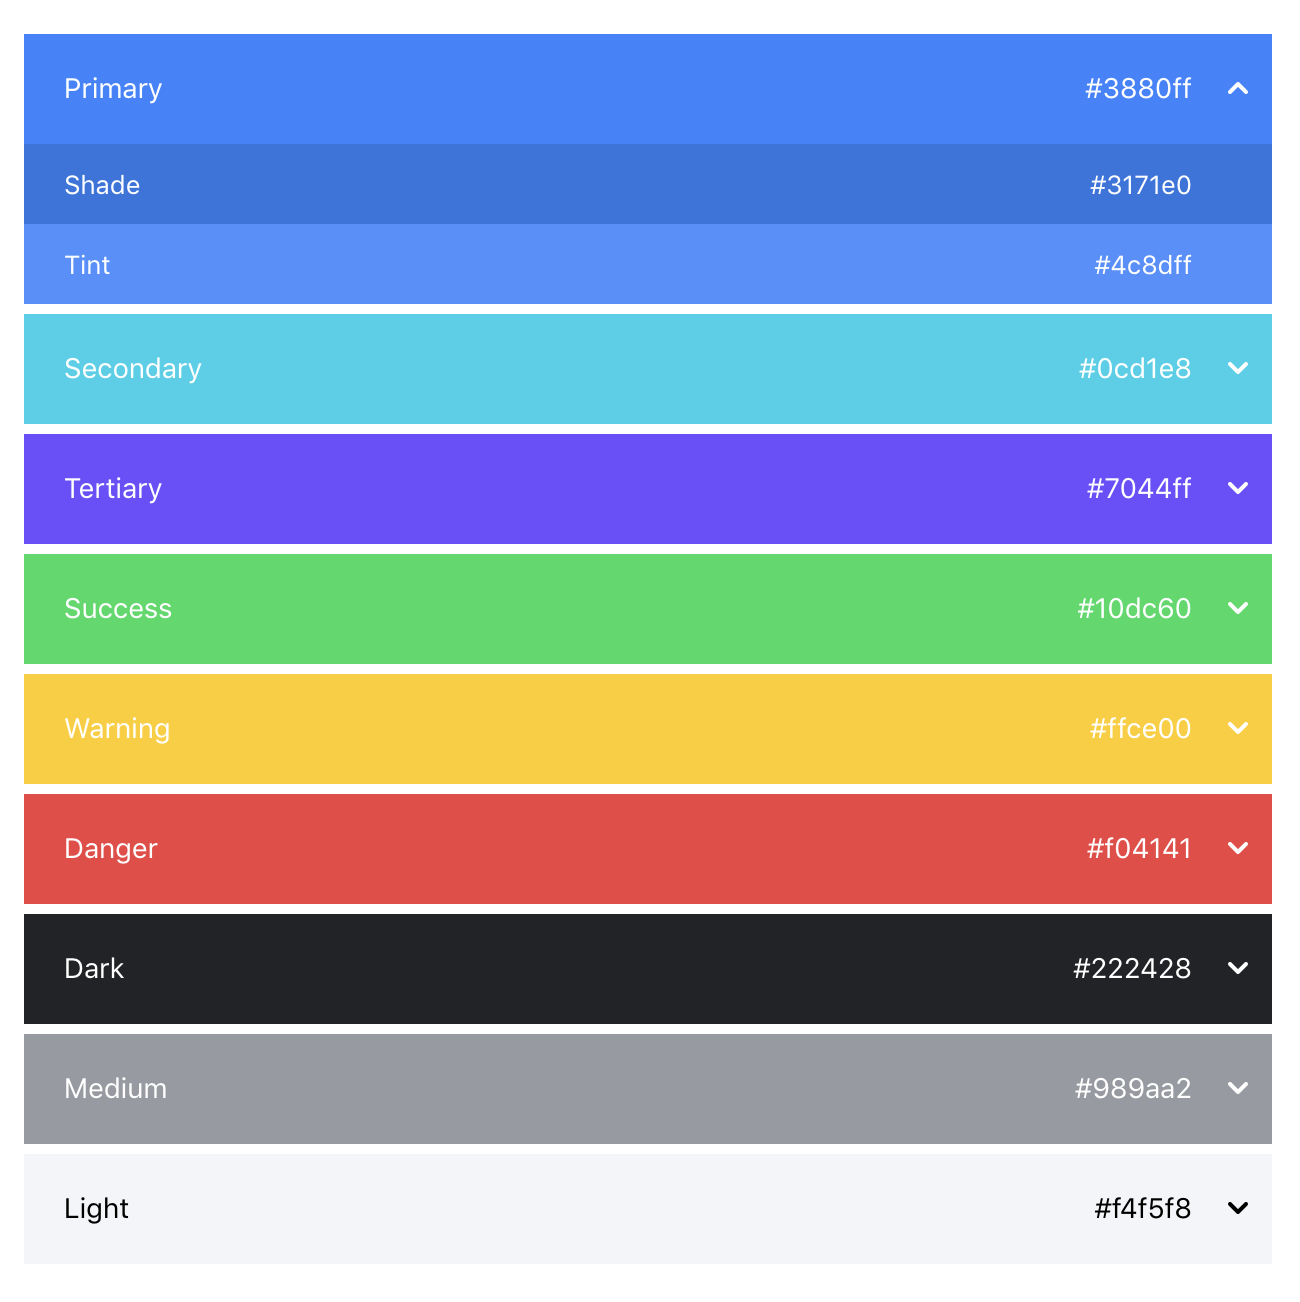 Primary #3880ff
Shade #3171e0
Tint #4c8dff
Secondary #0cd1e8
Tertiary #7044ff
Success #10dc60
Warning #ffce00
Danger #f04141
Dark #222428
Medium #989aa2
Light #f4f5f8